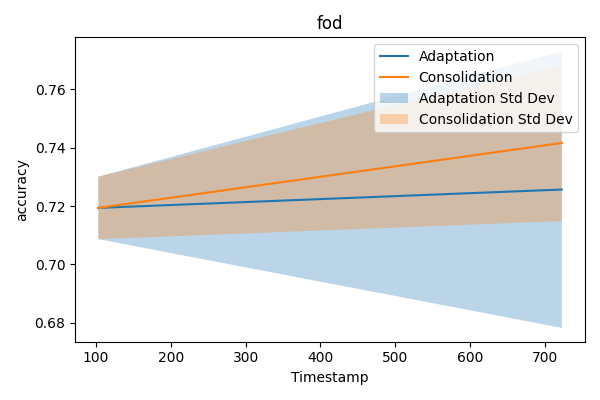 fod
Adaptation
Consolidation
Adaptation Std Dev
Consolidation Std Dev
accuracy
0.76
0.74
0.72
0.70
0.68
100 200 300 400 500 600 700
Timestamp